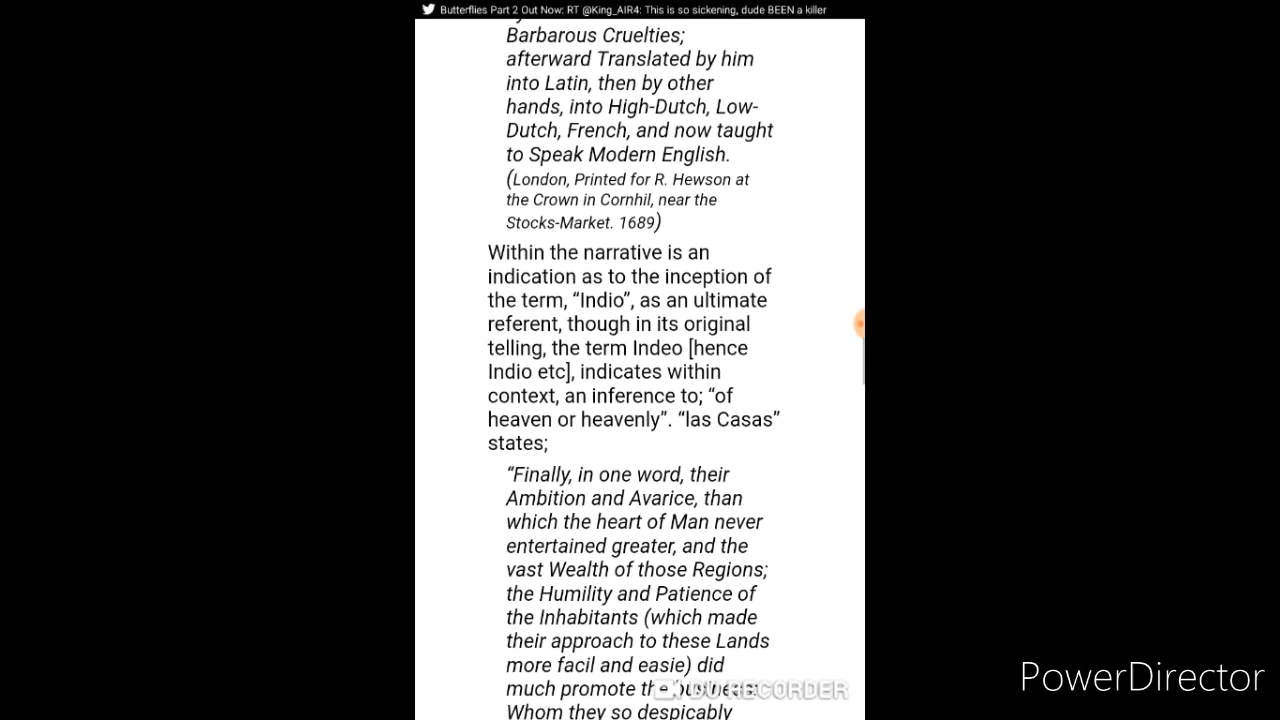 Butterflies Part 2 Out Now: RT @King_AIR4: This is so sickening, dude BEEN a killer
Barbarous Cruelties;
afterward Translated by him
into Latin, then by other
hands, into High-Dutch, Low-
Dutch, French, and now taught
to Speak Modern English.
(London, Printed for R. Hewson at
the Crown in Cornhil, near the
Stocks-Market. 1689)
Within the narrative is an
indication as to the inception of
the term, “Indio”, as an ultimate
referent, though in its original
telling, the term Indeo [hence
Indio etc], indicates within
context, an inference to; “of
heaven or heavenly”. “las Casas”
states;
“Finally, in one word, their
Ambition and Avarice, than
which the heart of Man never
entertained greater, and the
vast Wealth of those Regions;
the Humility and Patience of
the Inhabitants (which made
their approach to these Lands
more facil and easie) did
much promote the business:
Whom they so despicably
DU RECORDER
PowerDirector